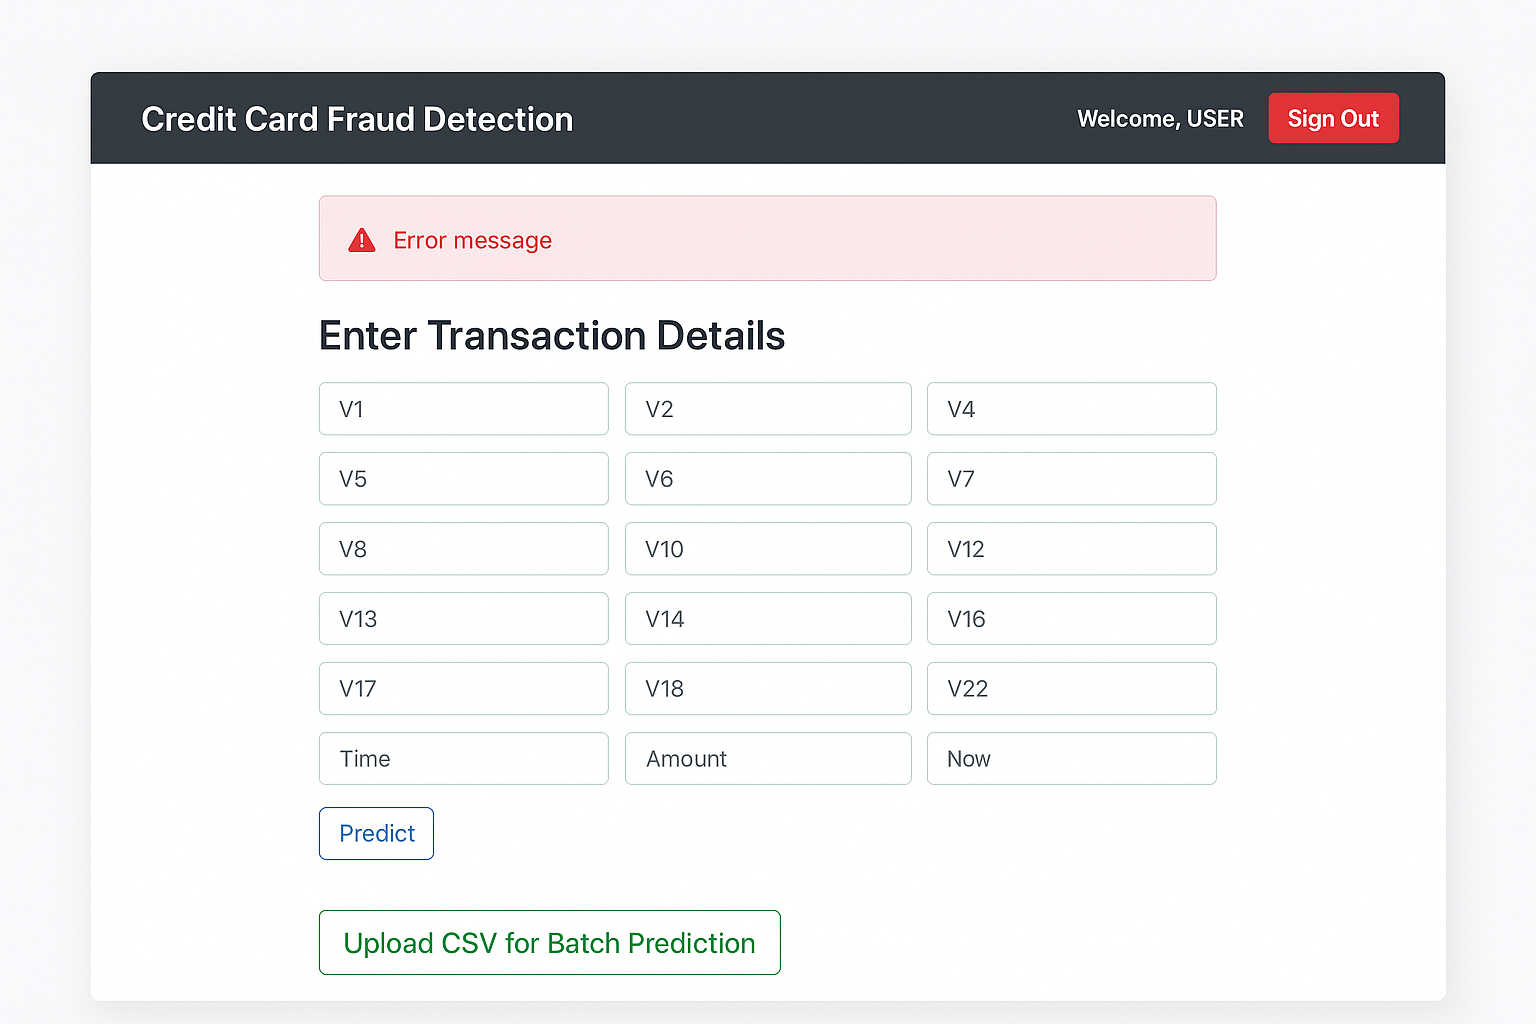 Credit Card Fraud Detection
Welcome, USER
Sign Out
Error message
Enter Transaction Details
V1
V2
V4
V5
V6
V7
V8
V10
V12
V13
V14
V16
V17
V18
V22
Time
Amount
Now
Predict
Upload CSV for Batch Prediction